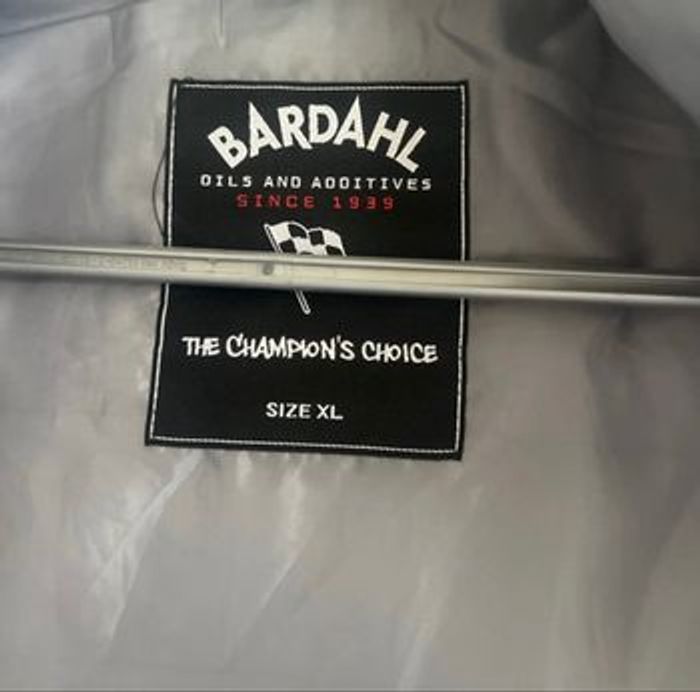 BARDAHL
OILS AND ADDITIVES
SINCE 1939
THE CHAMPION'S CHOICE
SIZE XL